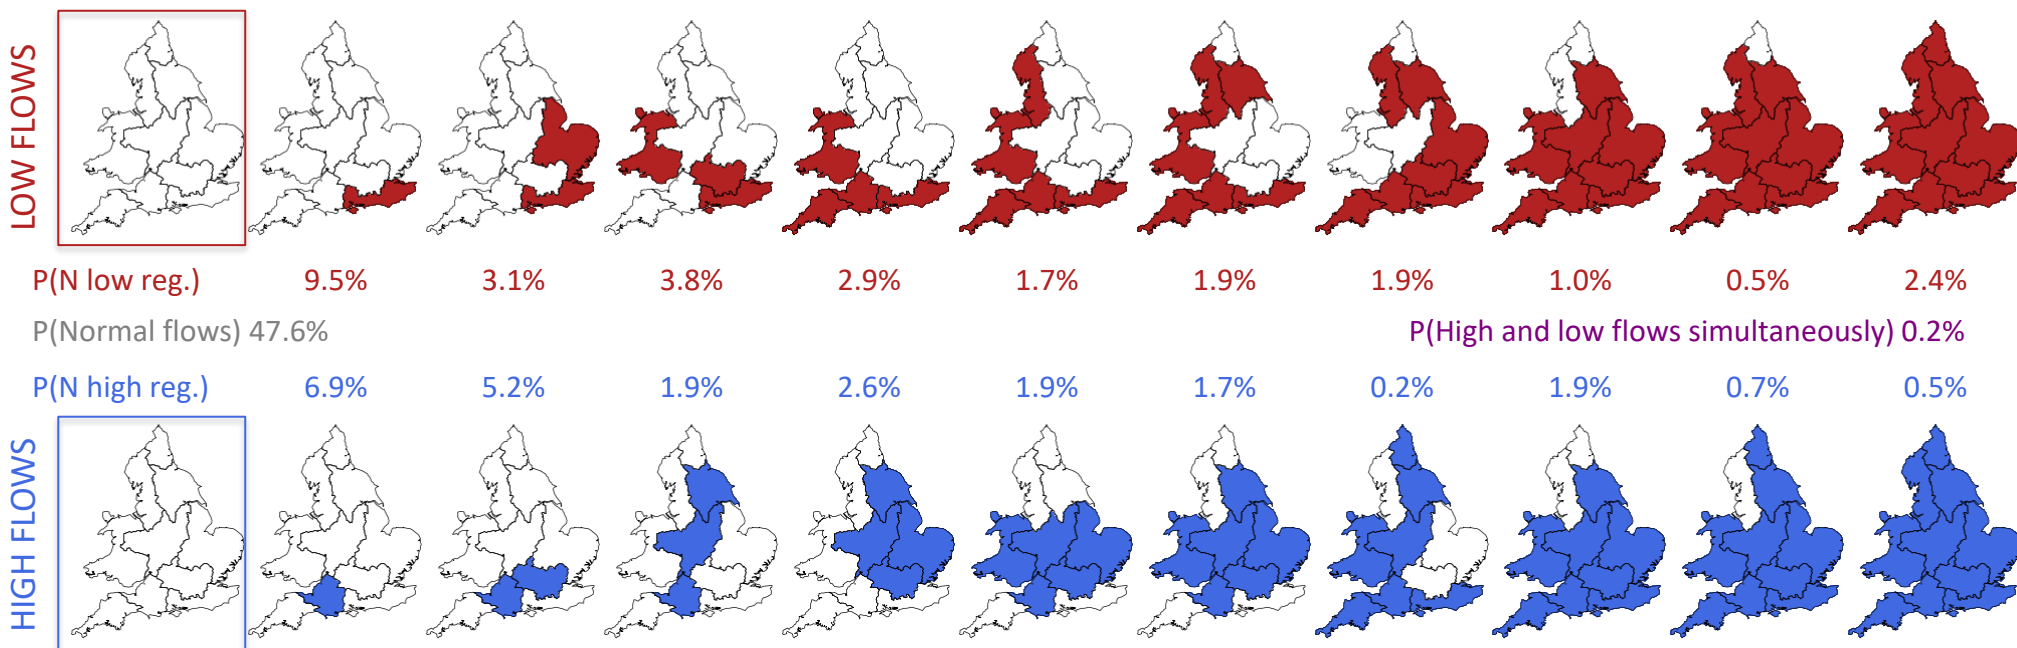 LOW FLOWS
P(N low reg.) 9.5% 3.1% 3.8% 2.9% 1.7% 1.9% 1.9% 1.0% 0.5% 2.4%
P(Normal flows) 47.6% P(High and low flows simultaneously) 0.2%
P(N high reg.) 6.9% 5.2% 1.9% 2.6% 1.9% 1.7% 0.2% 1.9% 0.7% 0.5%
HIGH FLOWS